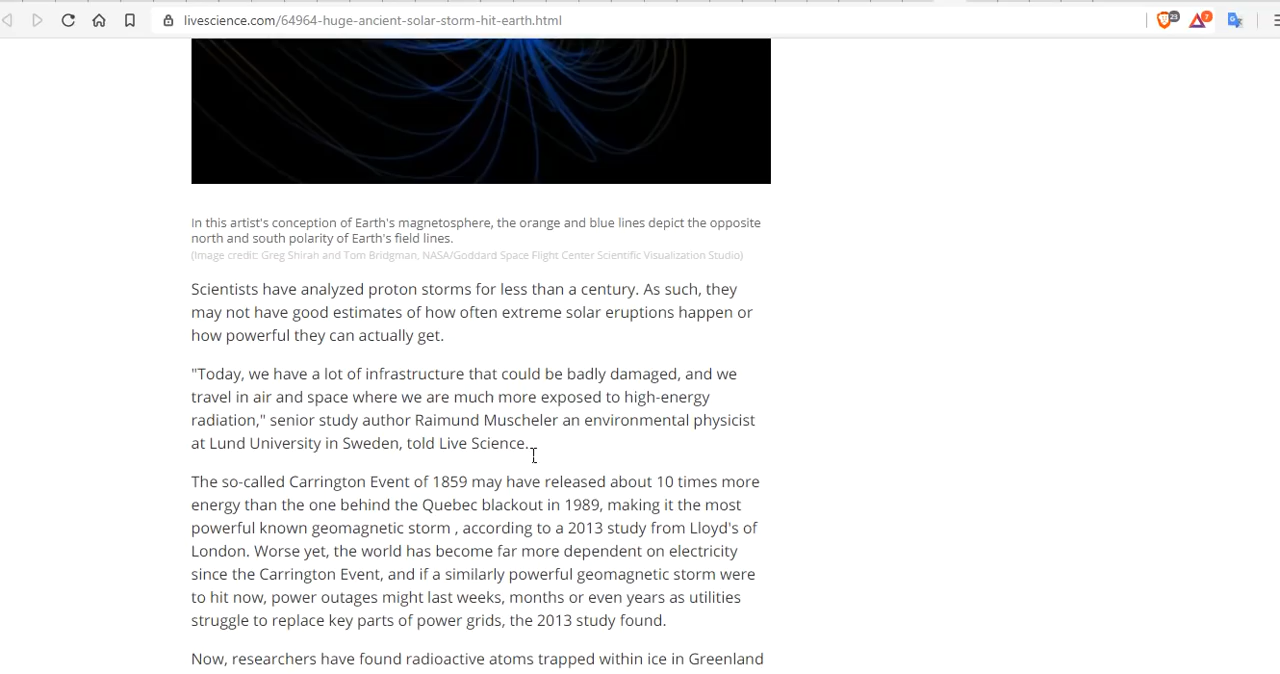 livescience.com/64964-huge-ancient-solar-storm-hit-earth.html
23
7
In this artist's conception of Earth's magnetosphere, the orange and blue lines depict the opposite
north and south polarity of Earth's field lines.
(Image credit: Greg Shirah and Tom Bridgman, NASA/Goddard Space Flight Center Scientific Visualization Studio)
Scientists have analyzed proton storms for less than a century. As such, they
may not have good estimates of how often extreme solar eruptions happen or
how powerful they can actually get.
"Today, we have a lot of infrastructure that could be badly damaged, and we
travel in air and space where we are much more exposed to high-energy
radiation," senior study author Raimund Muscheler an environmental physicist
at Lund University in Sweden, told Live Science.
The so-called Carrington Event of 1859 may have released about 10 times more
energy than the one behind the Quebec blackout in 1989, making it the most
powerful known geomagnetic storm , according to a 2013 study from Lloyd's of
London. Worse yet, the world has become far more dependent on electricity
since the Carrington Event, and if a similarly powerful geomagnetic storm were
to hit now, power outages might last weeks, months or even years as utilities
struggle to replace key parts of power grids, the 2013 study found.
Now, researchers have found radioactive atoms trapped within ice in Greenland